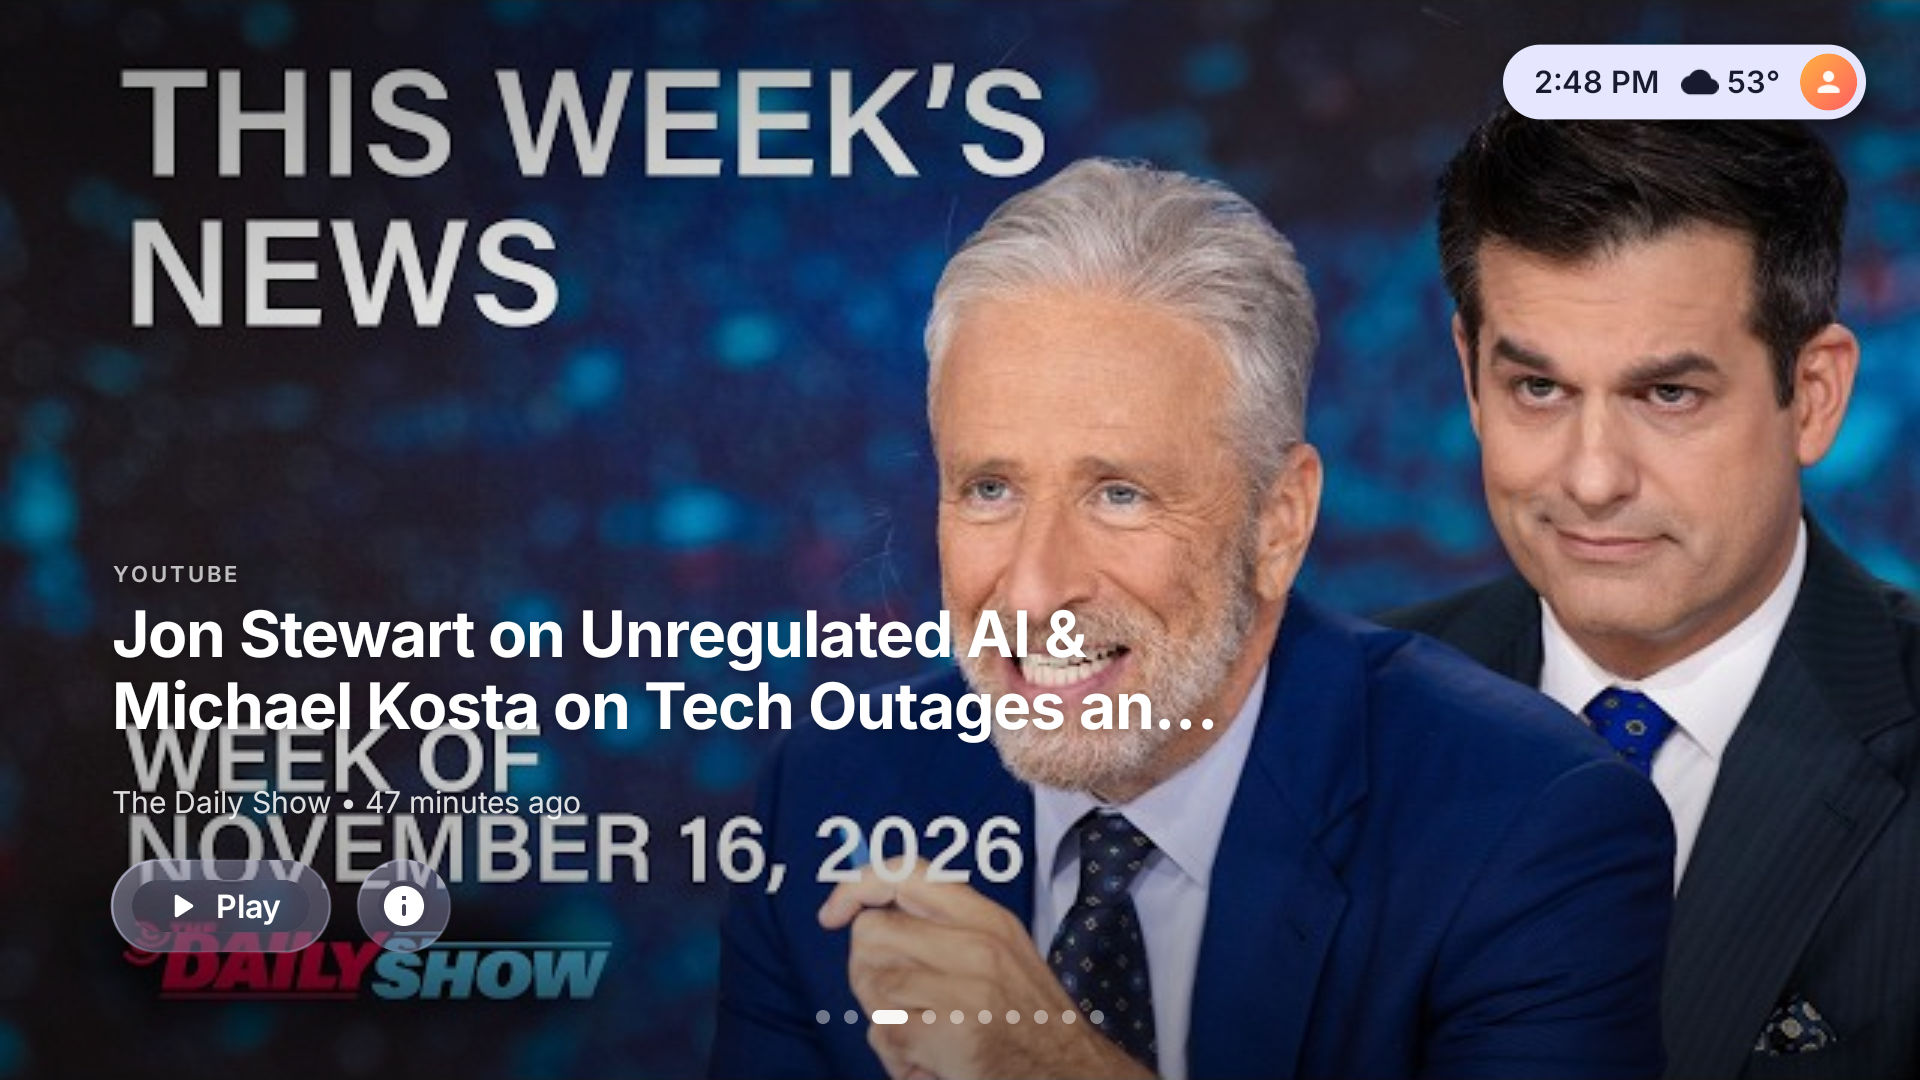 THIS WEEK'S
NEWS
2:48 PM 53°
YOUTUBE
Jon Stewart on Unregulated AI &
Michael Kosta on Tech Outages an...
WEEK OF
The Daily Show • 47 minutes ago
NOVEMBER 16, 2026
Play
THE
DAILY SHOW